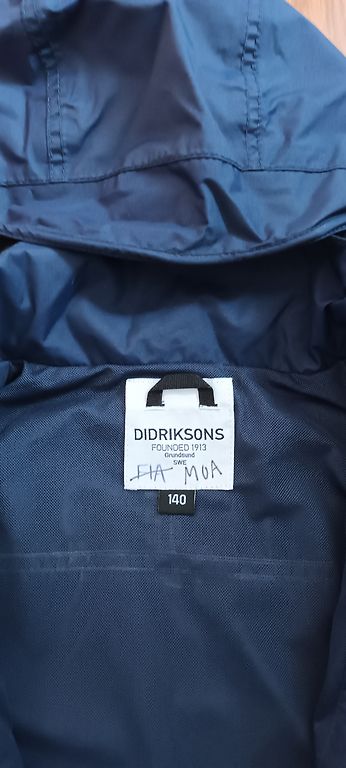 DIDRIKSONS
FOUNDED 1913
Grundsund
SWE
FIA MOA
140